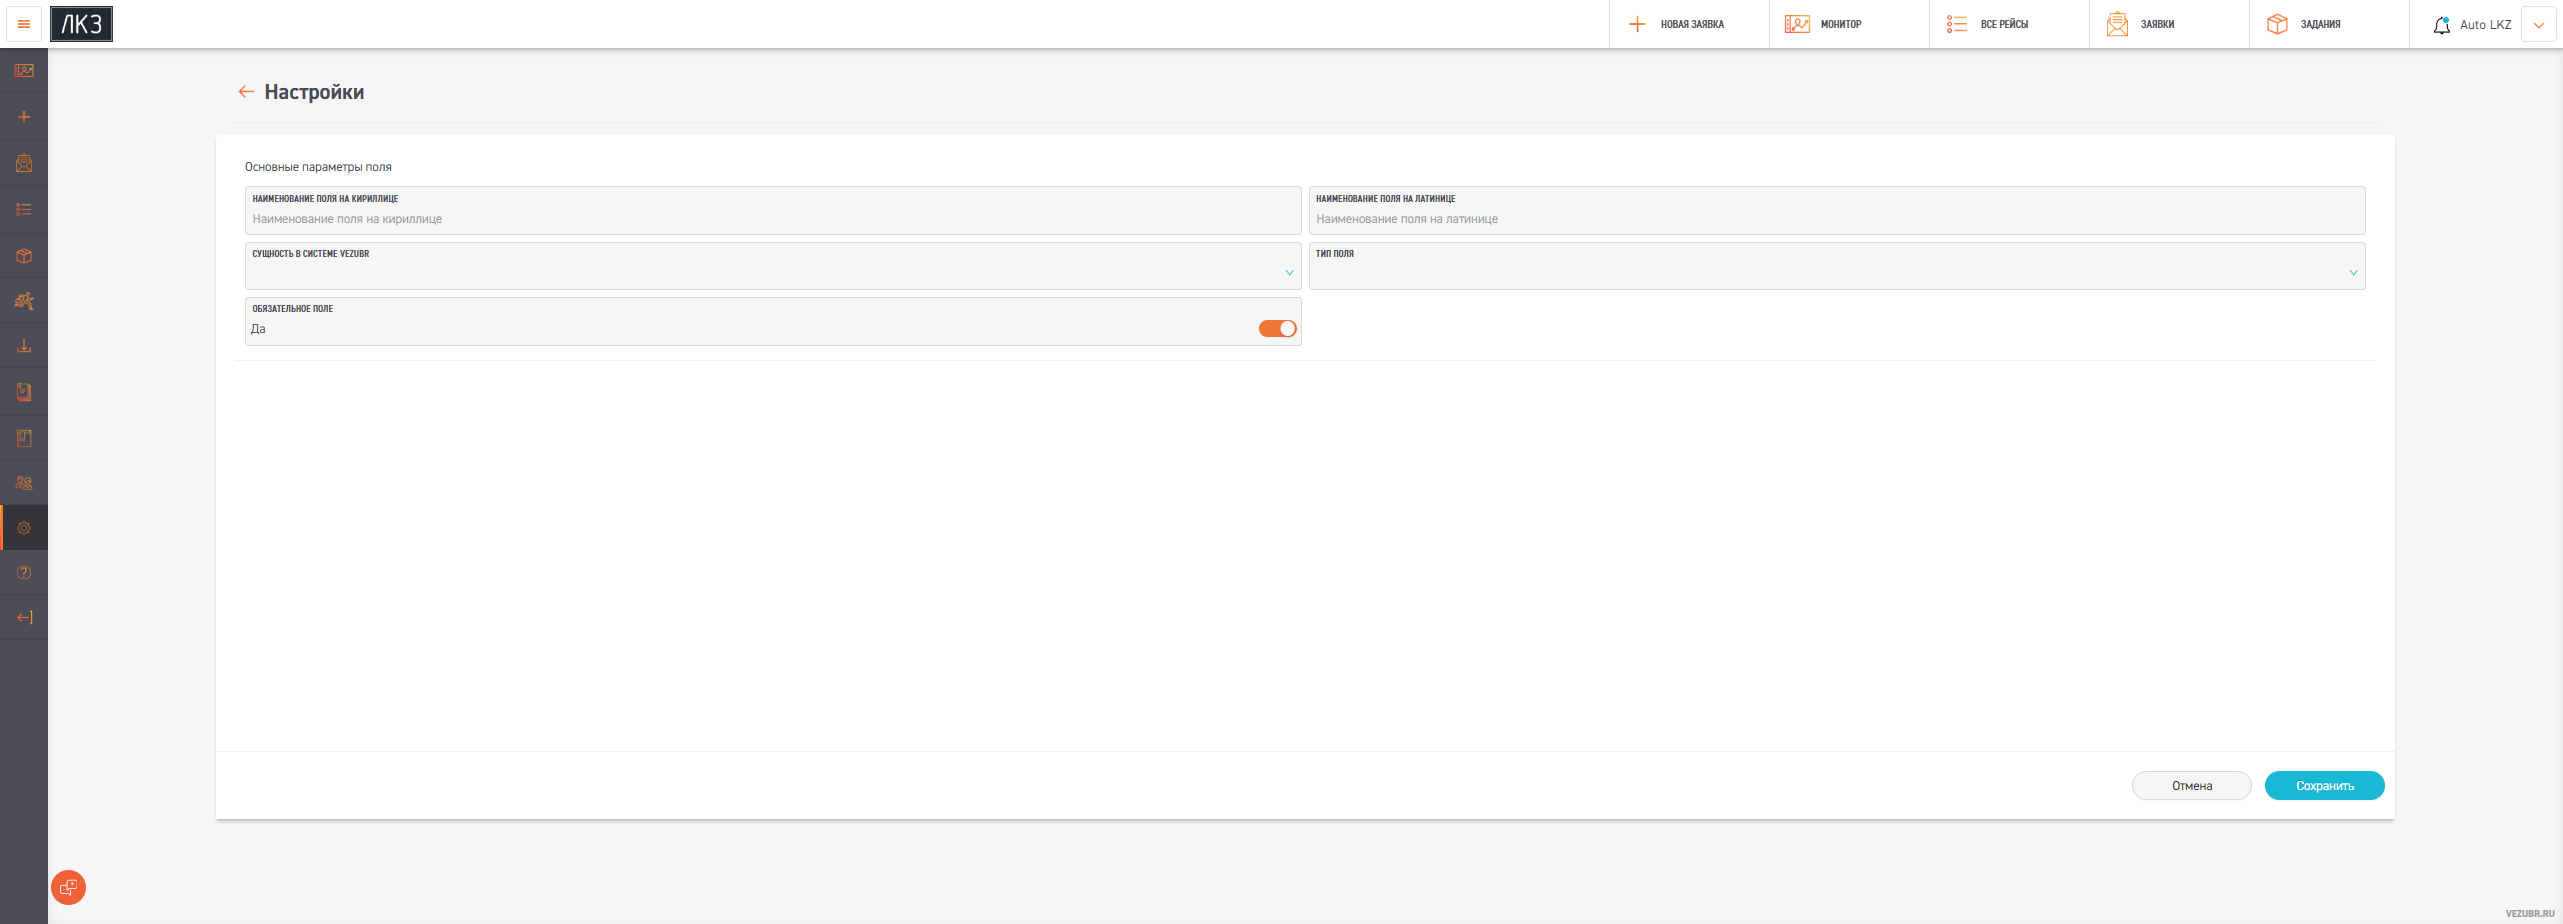 ЛКЗ
НОВАЯ ЗАЯВКА
МОНИТОР
ВСЕ РЕЙСЫ
ЗАЯВКИ
ЗАДАНИЯ
Auto LKZ
Настройки
Основные параметры поля
НАИМЕНОВАНИЕ ПОЛЯ НА КИРИЛЛИЦЕ
Наименование поля на кириллице
НАИМЕНОВАНИЕ ПОЛЯ НА ЛАТИНИЦЕ
Наименование поля на латинице
СУЩНОСТЬ В СИСТЕМЕ VEZUBR
ТИП ПОЛЯ
ОБЯЗАТЕЛЬНОЕ ПОЛЕ
Да
Отмена
Сохранить
VEZUBR.RU